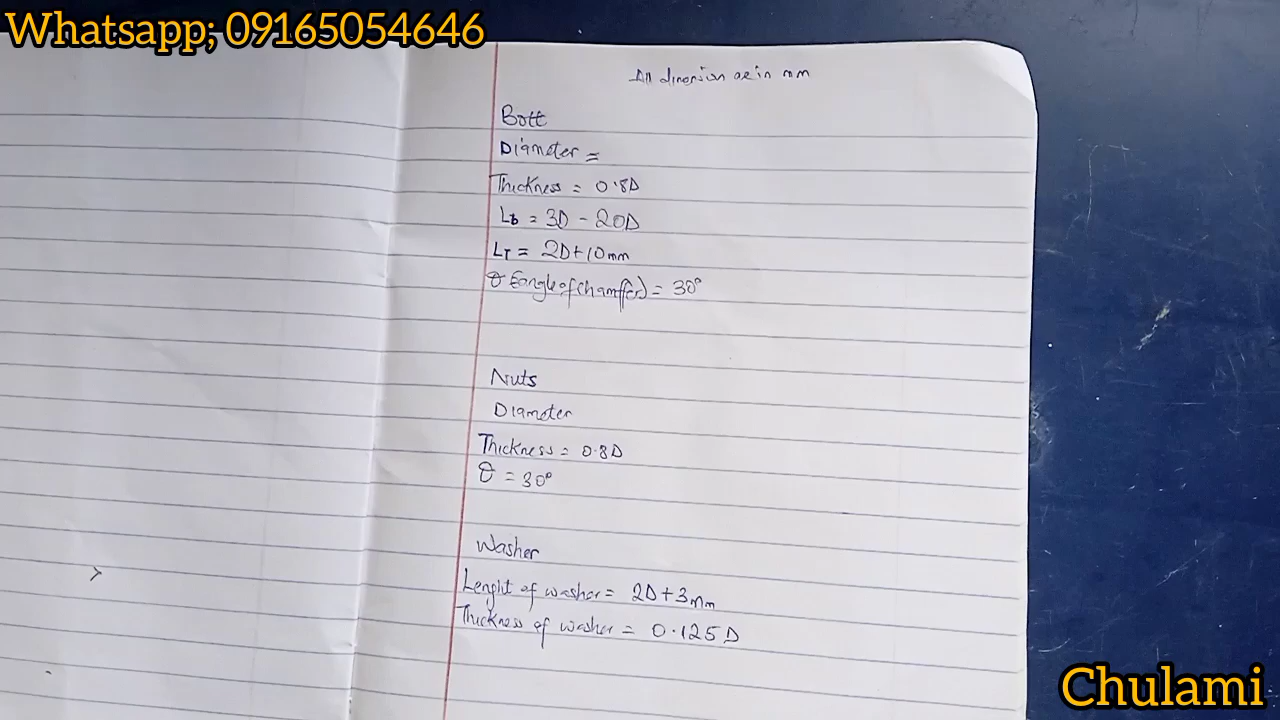 Whatsapp; 09165054646
All dimension are in mm
Bott
Diameter =
Thickness = 0.8D
Lb = 3D - 20D
LT = 2D+10mm
θ (angle of chamffer) = 30°
Nuts
Diameter
Thickness = 0.8D
θ = 30°
Washer
Lenght of washer = 2D+3mm
Thickness of washer = 0.125D
Chulami